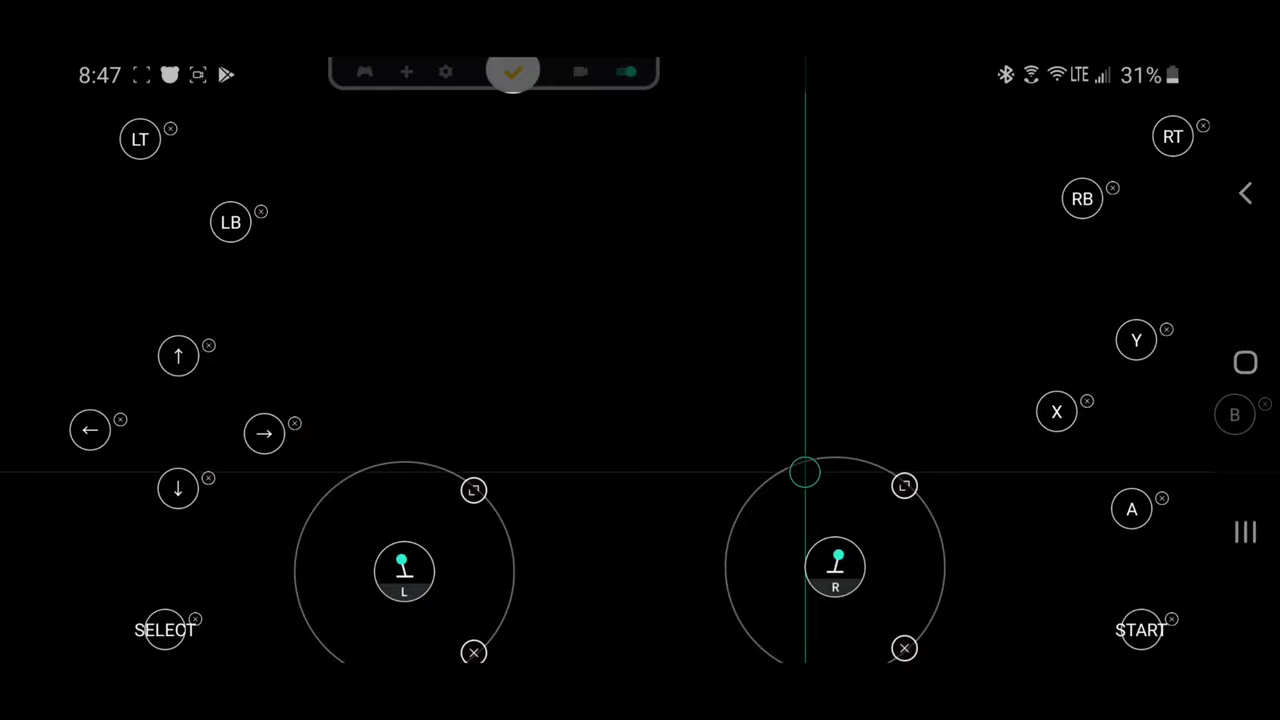 8:47
LTE 31%
LT
RT
LB
RB
↑
Y
←
→
X
B
↓
A
L
R
SELECT
START